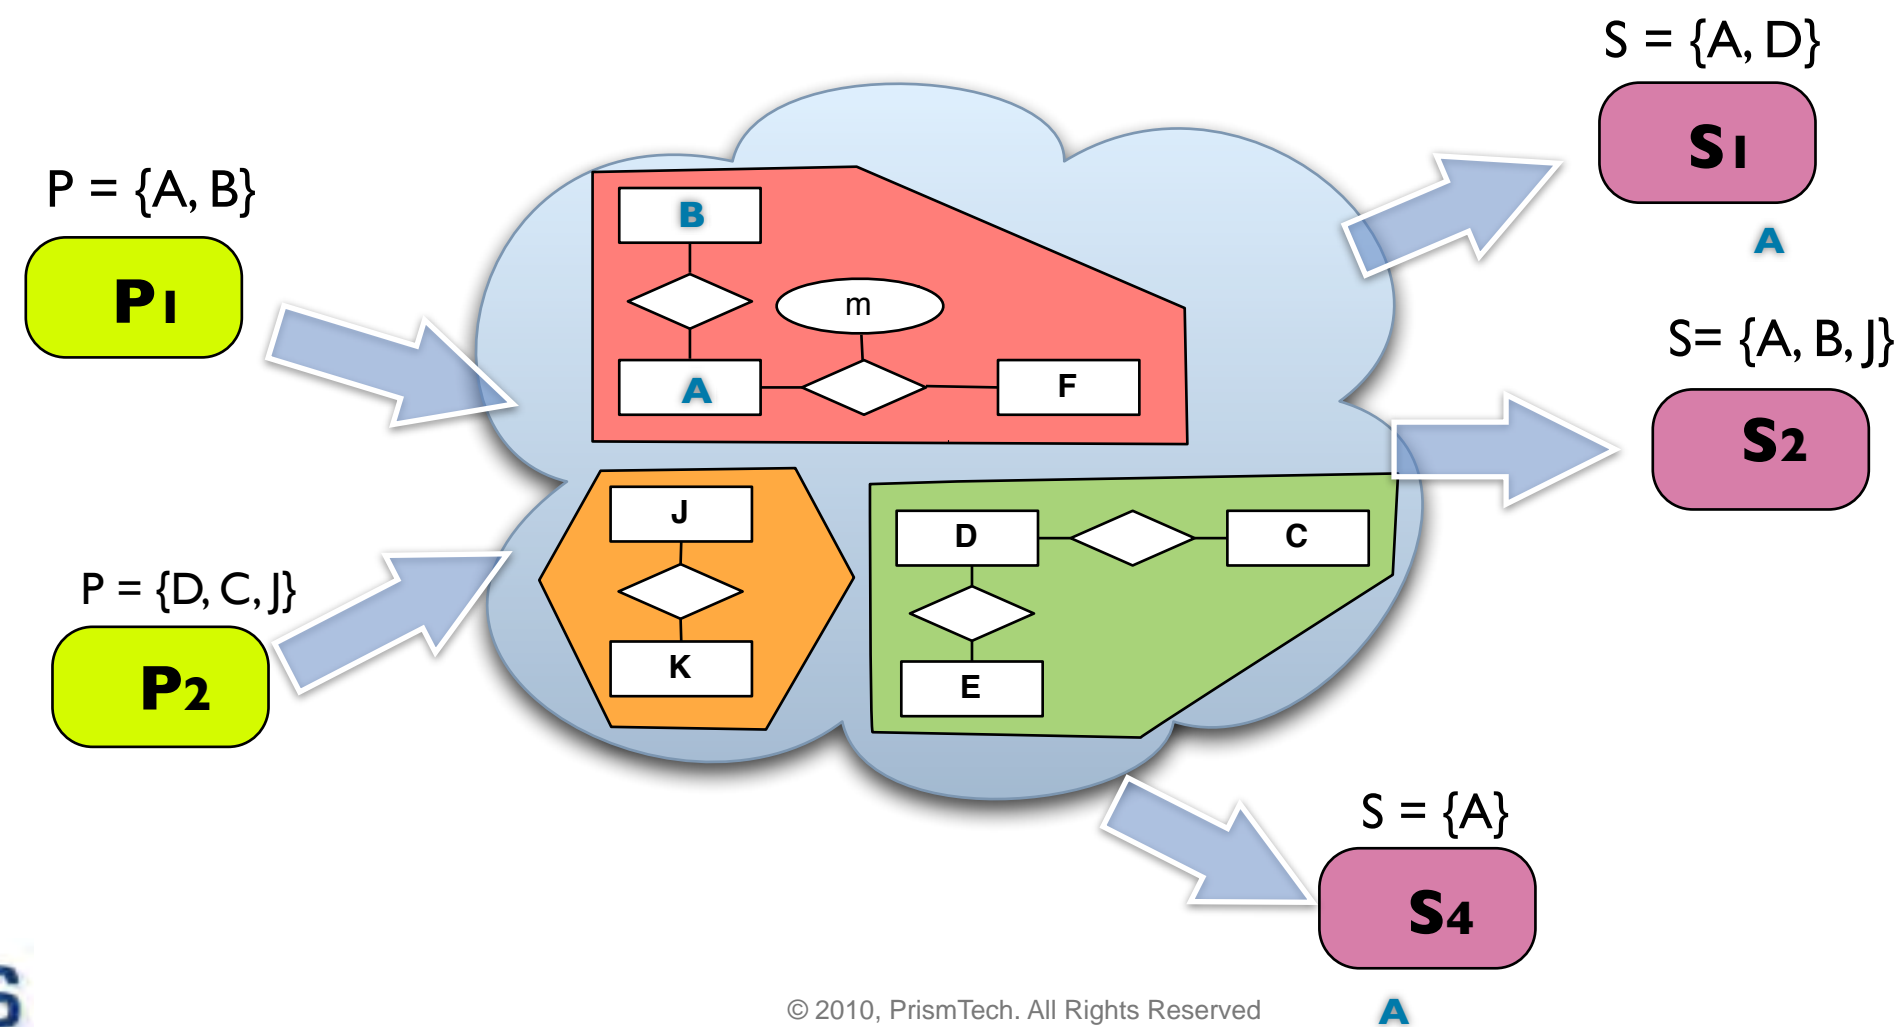 S = {A, D}
S1
A
P = {A, B}
P1
B
m
A
F
S= {A, B, J}
S2
J
K
D
C
E
P = {D, C, J}
P2
S = {A}
S4
A
© 2010, PrismTech. All Rights Reserved